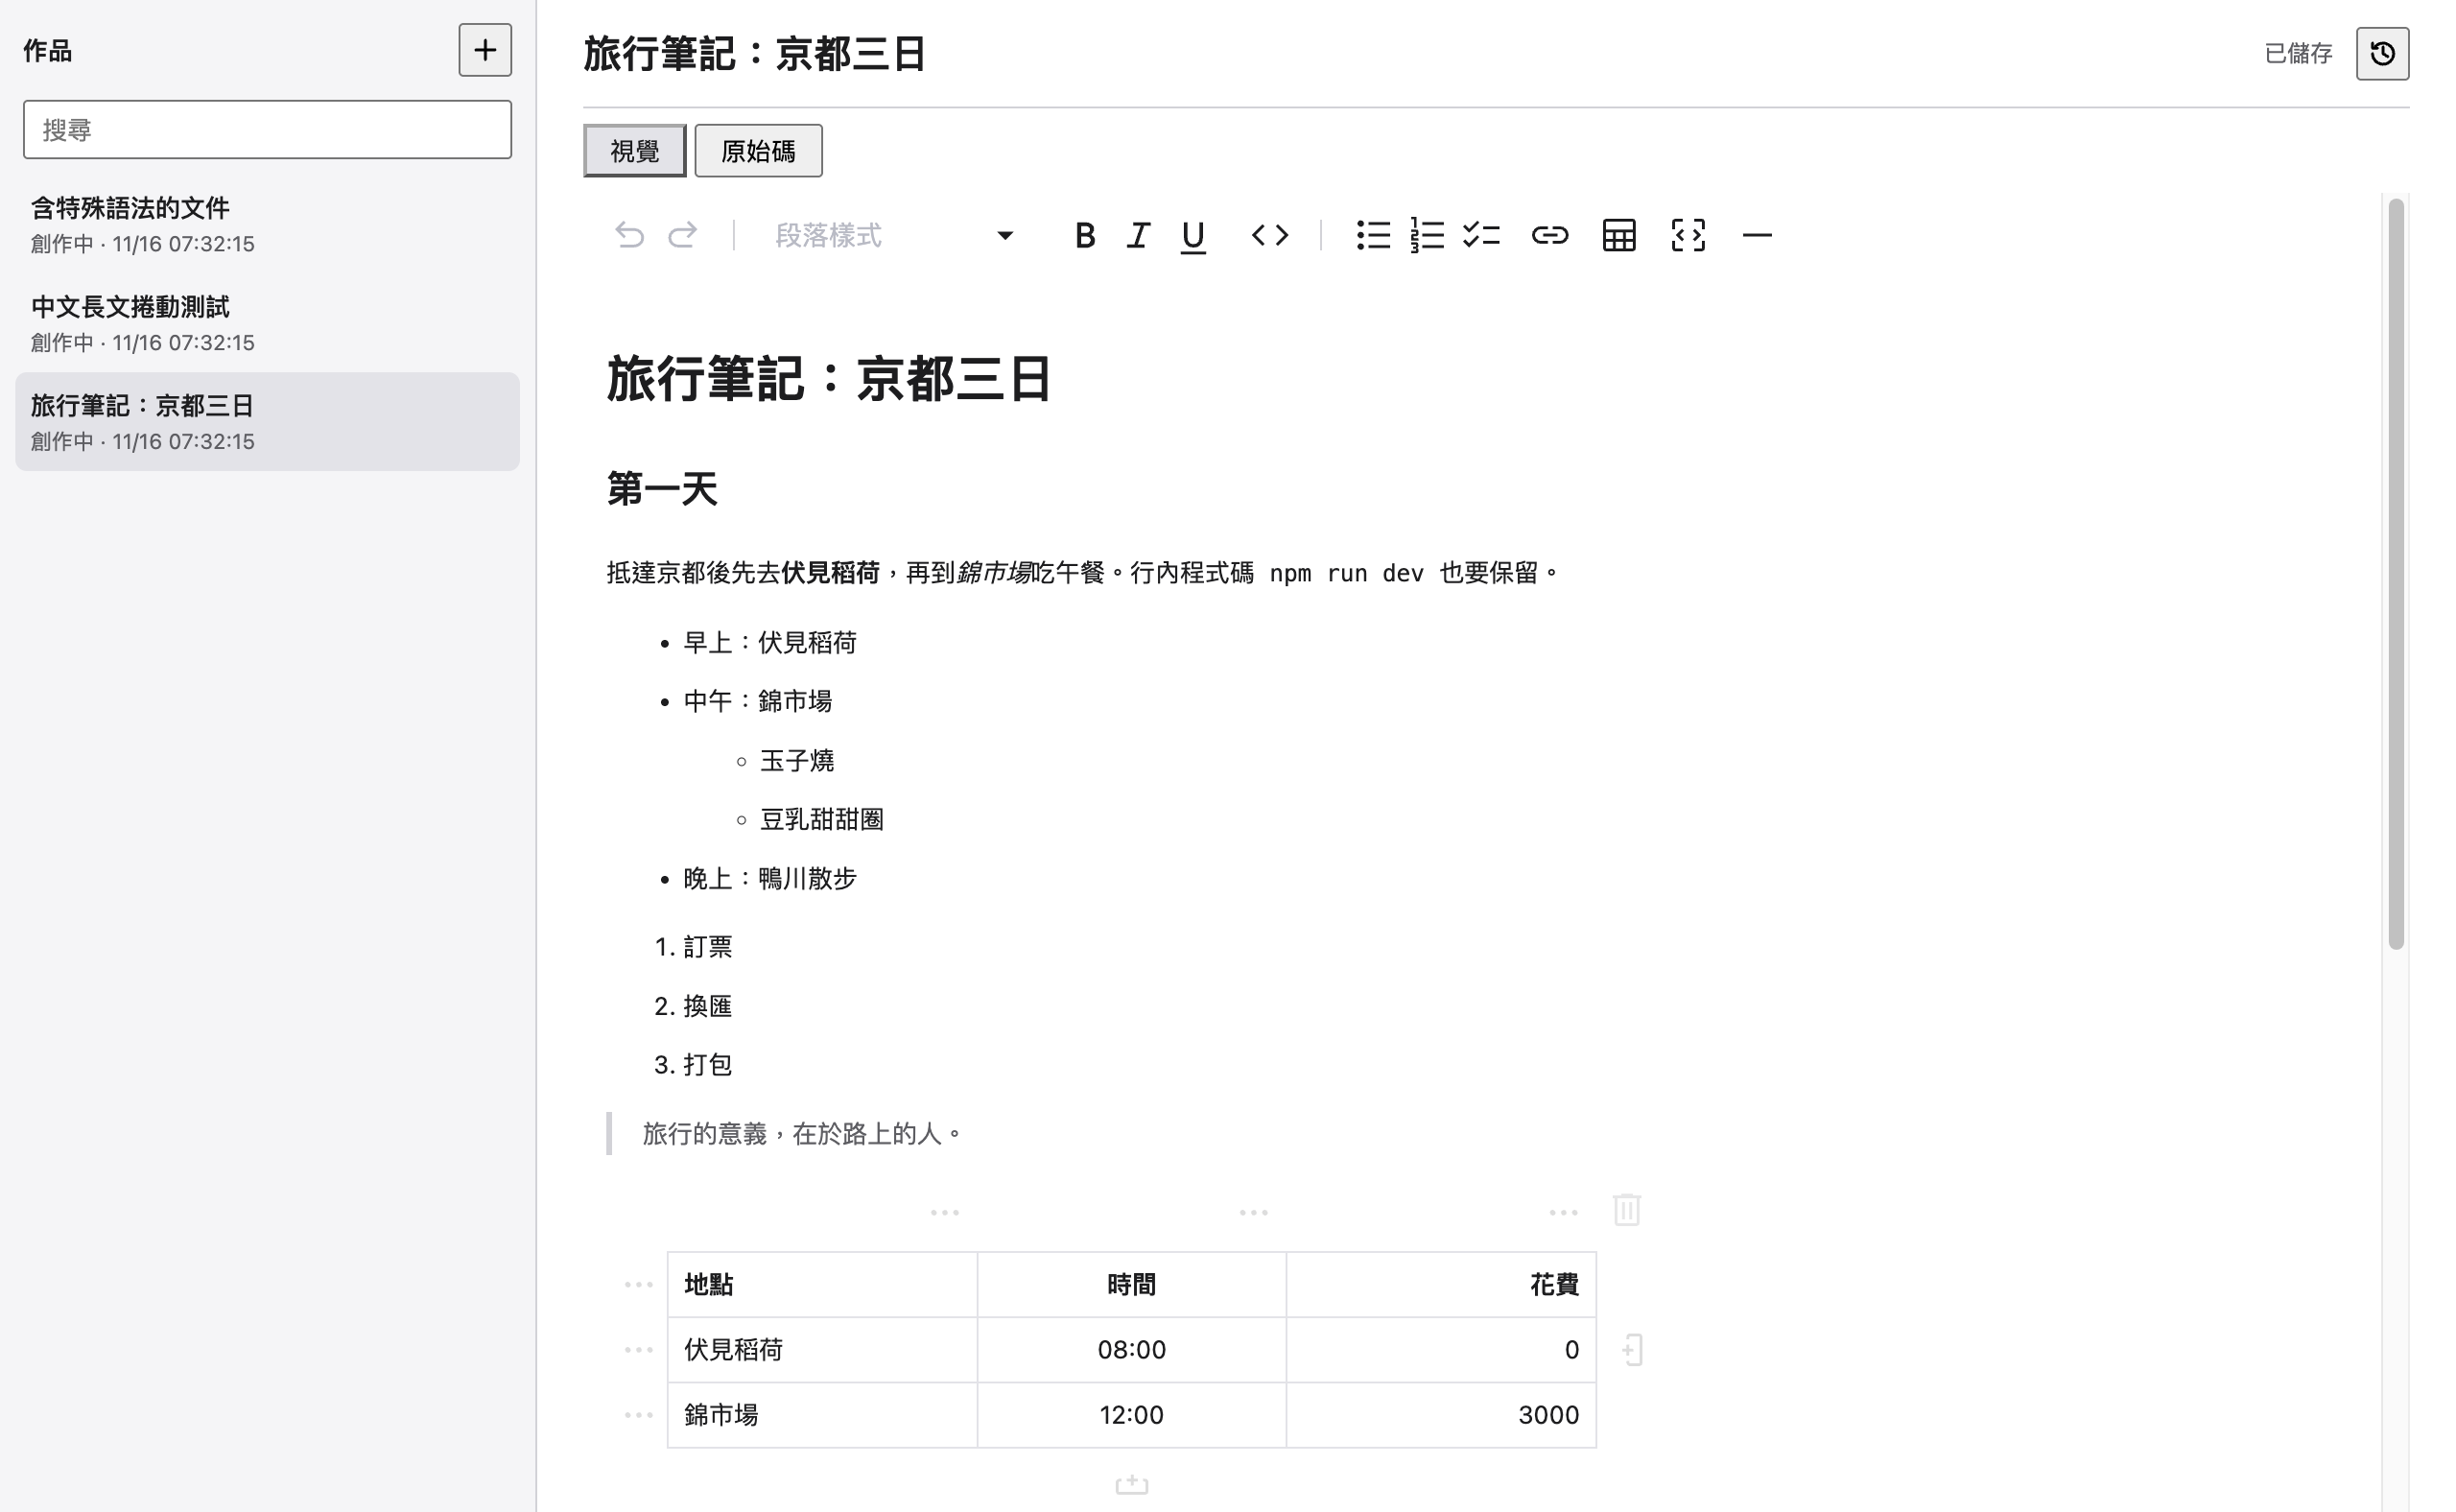 作品
搜尋
含特殊語法的文件
創作中 · 11/16 07:32:15
中文長文捲動測試
創作中 · 11/16 07:32:15
旅行筆記：京都三日
創作中 · 11/16 07:32:15
旅行筆記：京都三日
已儲存
視覺 原始碼
段落樣式
旅行筆記：京都三日
第一天
抵達京都後先去伏見稻荷，再到錦市場吃午餐。行內程式碼 npm run dev 也要保留。
• 早上：伏見稻荷
• 中午：錦市場
◦ 玉子燒
◦ 豆乳甜甜圈
• 晚上：鴨川散步
1. 訂票
2. 換匯
3. 打包
旅行的意義，在於路上的人。
地點 時間 花費
伏見稻荷 08:00 0
錦市場 12:00 3000